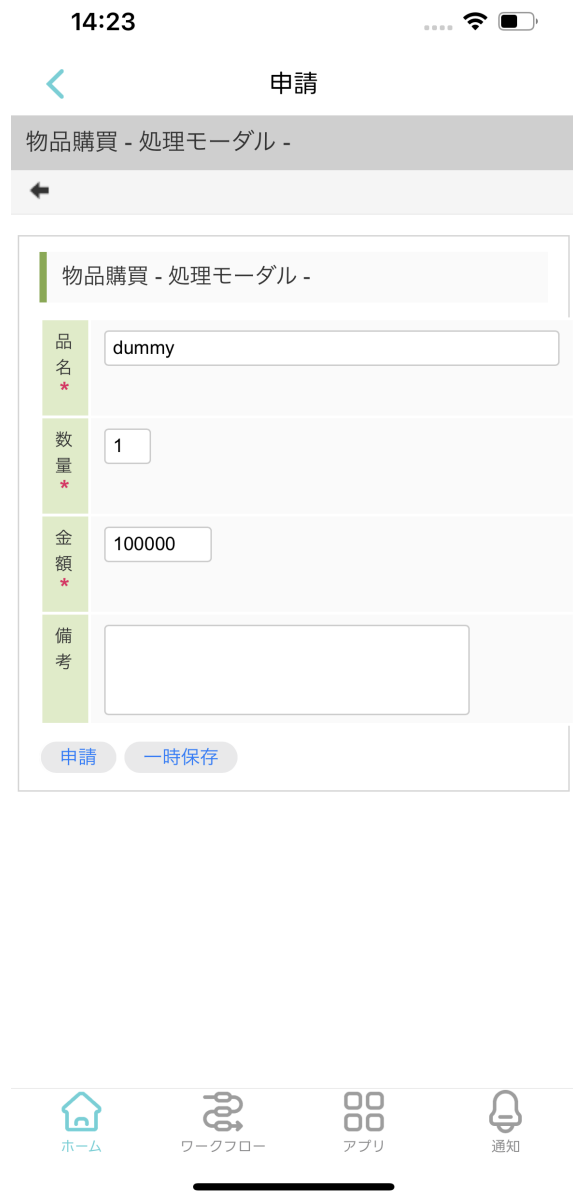 14:23
申請
物品購買 - 処理モーダル -
物品購買 - 処理モーダル -
品名*
dummy
数量*
1
金額*
100000
備考
申請 一時保存
ホーム ワークフロー アプリ 通知